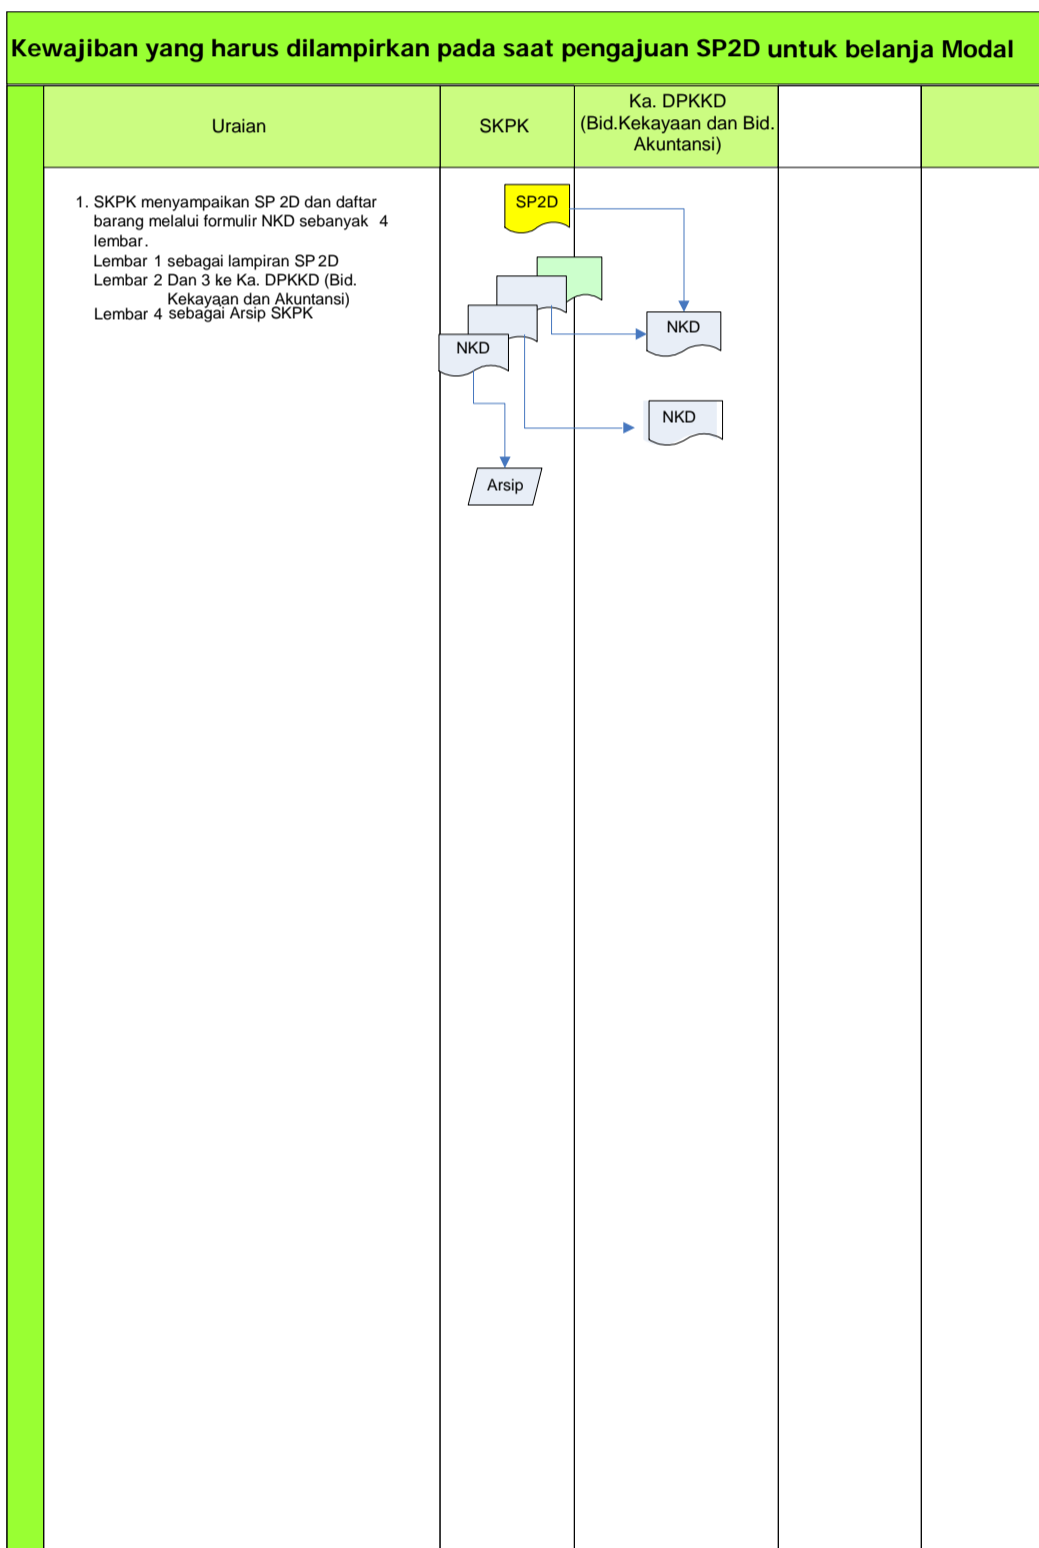 Kewajiban yang harus dilampirkan pada saat pengajuan SP2D untuk belanja Modal
Uraian
SKPK
Ka. DPKKD
(Bid.Kekayaan dan Bid.
Akuntansi)
1. SKPK menyampaikan SP 2D dan daftar
barang melalui formulir NKD sebanyak 4
lembar.
Lembar 1 sebagai lampiran SP 2D
Lembar 2 Dan 3 ke Ka. DPKKD (Bid.
Kekayaan dan Akuntansi)
Lembar 4 sebagai Arsip SKPK
SP2D
NKD
NKD
NKD
Arsip